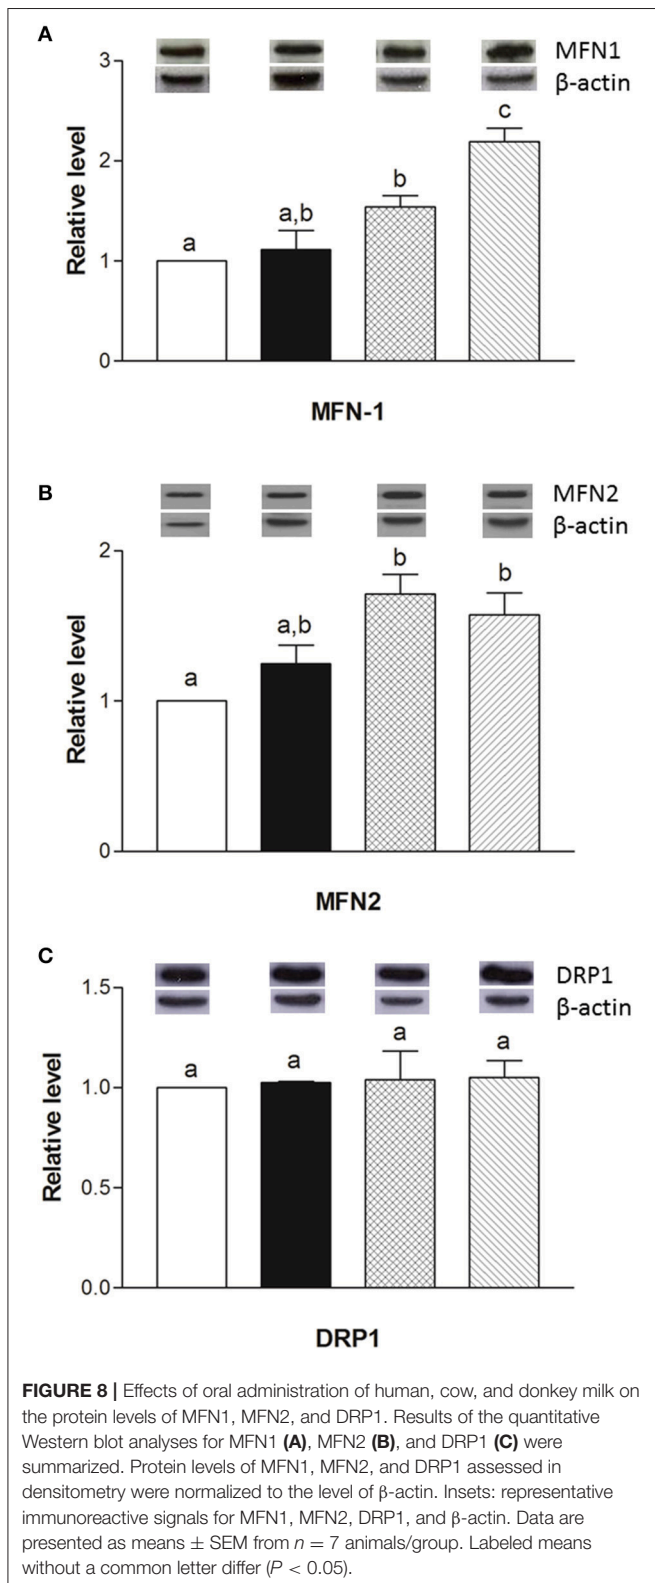 A
MFN1
β-actin
3
2
1
0
Relative level
a
a,b
b
c
MFN-1
B
MFN2
β-actin
2
1
0
Relative level
a
a,b
b
b
MFN2
C
DRP1
β-actin
1.5
1.0
0.5
0.0
Relative level
a
a
a
a
DRP1
FIGURE 8 | Effects of oral administration of human, cow, and donkey milk on
the protein levels of MFN1, MFN2, and DRP1. Results of the quantitative
Western blot analyses for MFN1 (A), MFN2 (B), and DRP1 (C) were
summarized. Protein levels of MFN1, MFN2, and DRP1 assessed in
densitometry were normalized to the level of β-actin. Insets: representative
immunoreactive signals for MFN1, MFN2, DRP1, and β-actin. Data are
presented as means ± SEM from n = 7 animals/group. Labeled means
without a common letter differ (P < 0.05).